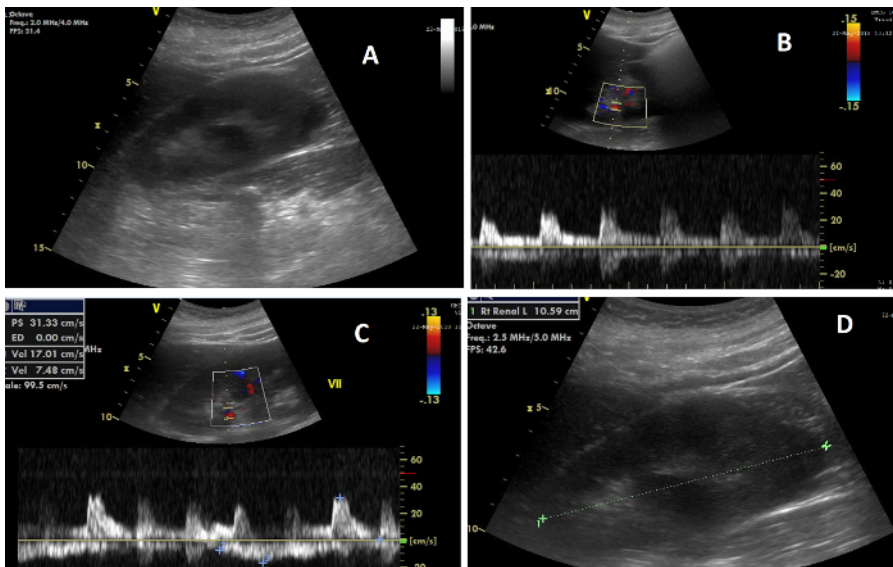 Octave
Freq.: 2.0 MHz/4.0 MHz
FPS: 31.4
V
A
5
10
15
V
B
5
.15
-.15
60
40
20
[cm/s]
-20
PS 31.33 cm/s
ED 0.00 cm/s
Vel 17.01 cm/s
Vel 7.48 cm/s
V
C
.13
-.13
VII
10
60
40
20
[cm/s]
1 Rt Renal L 10.59 cm
Octave
Freq.: 2.5 MHz/5.0 MHz
FPS: 42.6
V
D
5
10
1